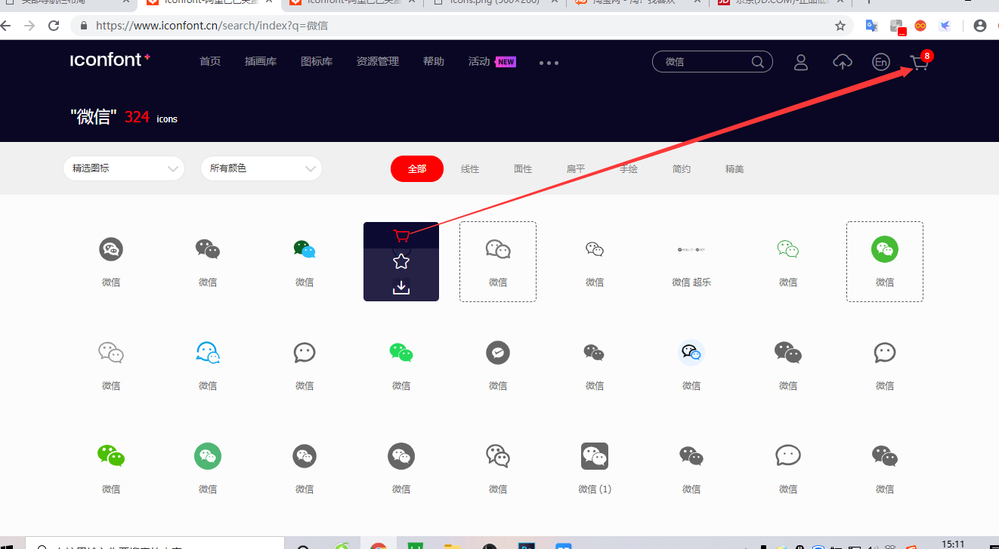 https://www.iconfont.cn/search/index?q=微信
iconfont+
首页 插画库 图标库 资源管理 帮助 活动 NEW
微信
En
8
"微信" 324 icons
精选图标 所有颜色 全部 线性 面性 扁平 手绘 简约 精美
微信 微信 微信 微信 微信 微信 超乐 微信 微信
微信 微信 微信 微信 微信 微信 微信 微信 微信
微信 微信 微信 微信 微信 微信 (1) 微信 微信 微信
15:11